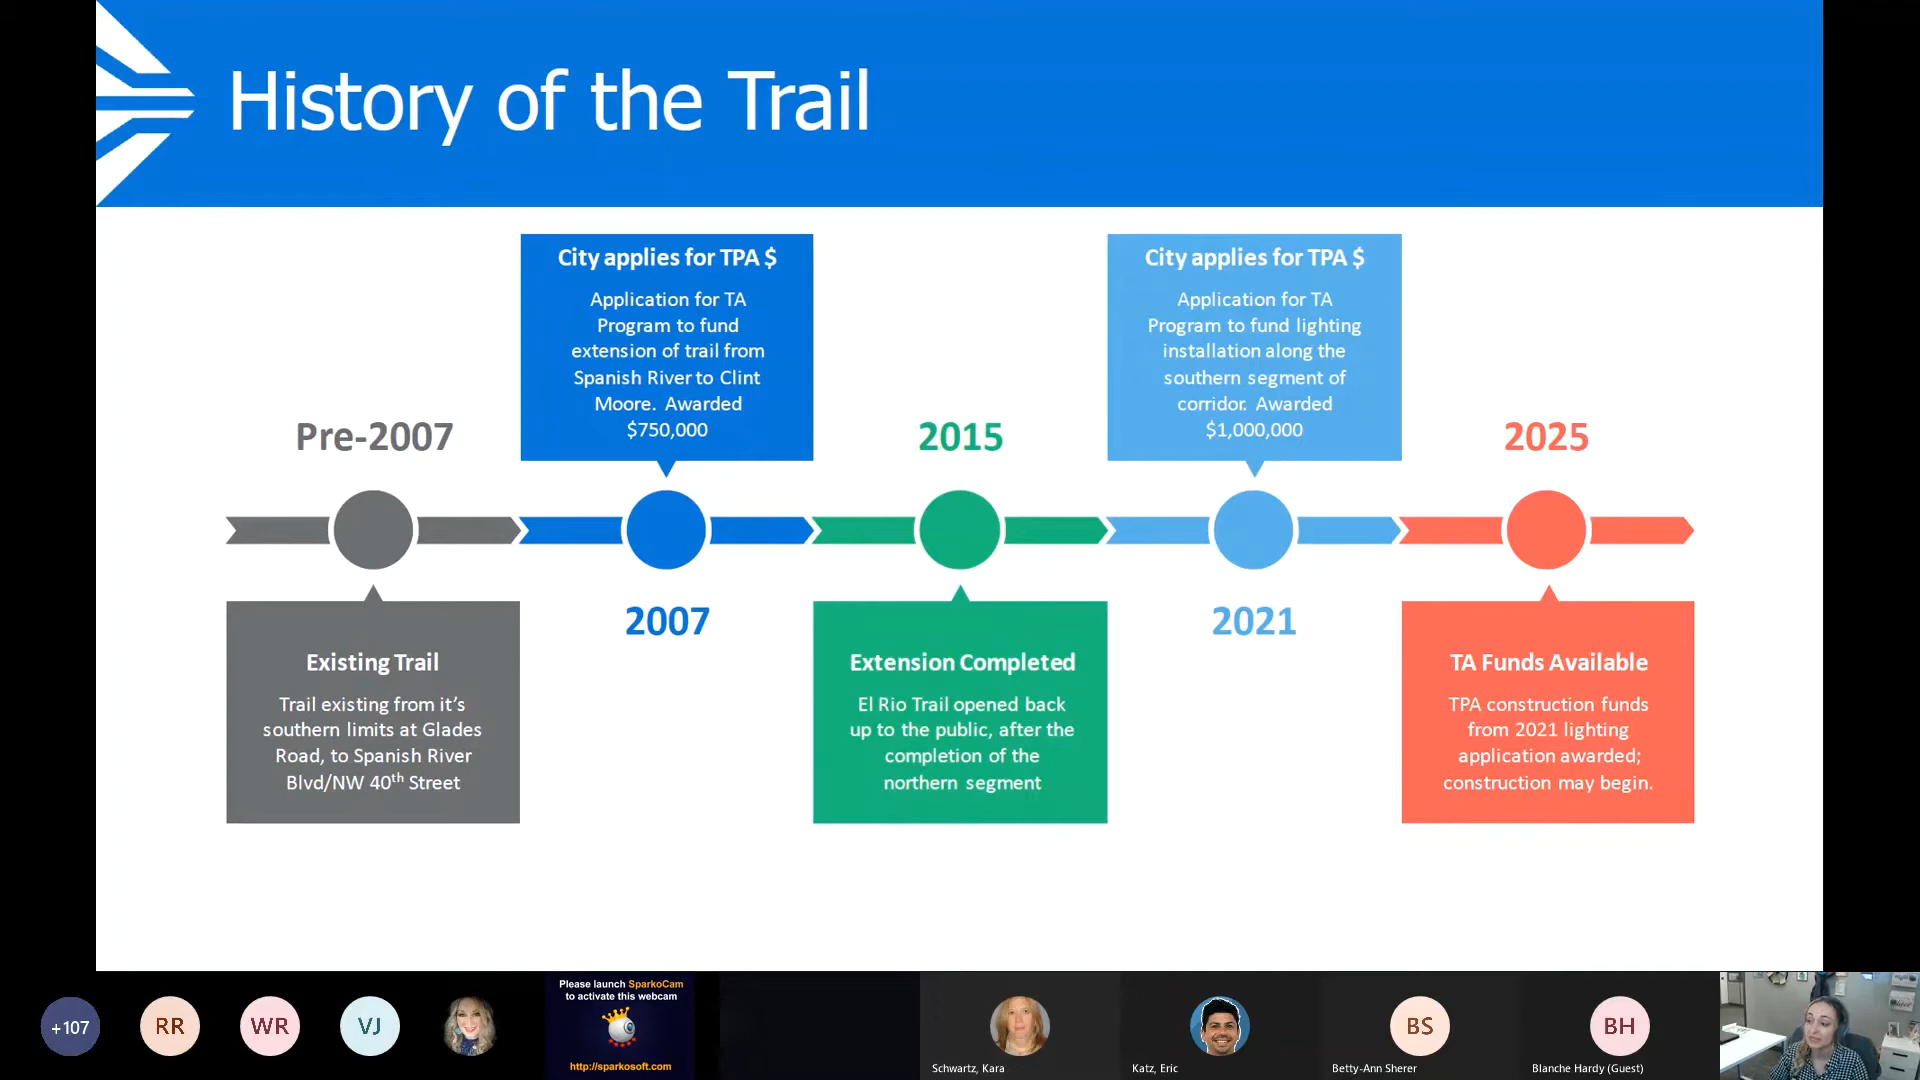 History of the Trail
City applies for TPA $
Application for TA
Program to fund
extension of trail from
Spanish River to Clint
Moore. Awarded
$750,000
City applies for TPA $
Application for TA
Program to fund lighting
installation along the
southern segment of
corridor. Awarded
$1,000,000
Pre-2007
2015
2025
2007
2021
Existing Trail
Trail existing from it's
southern limits at Glades
Road, to Spanish River
Blvd/NW 40th Street
Extension Completed
El Rio Trail opened back
up to the public, after the
completion of the
northern segment
TA Funds Available
TPA construction funds
from 2021 lighting
application awarded;
construction may begin.
+107
RR
WR
VJ
Please launch SparkoCam
to activate this webcam
http://sparkosoft.com
Schwartz, Kara
Katz, Eric
BS
Betty-Ann Sherer
BH
Blanche Hardy (Guest)